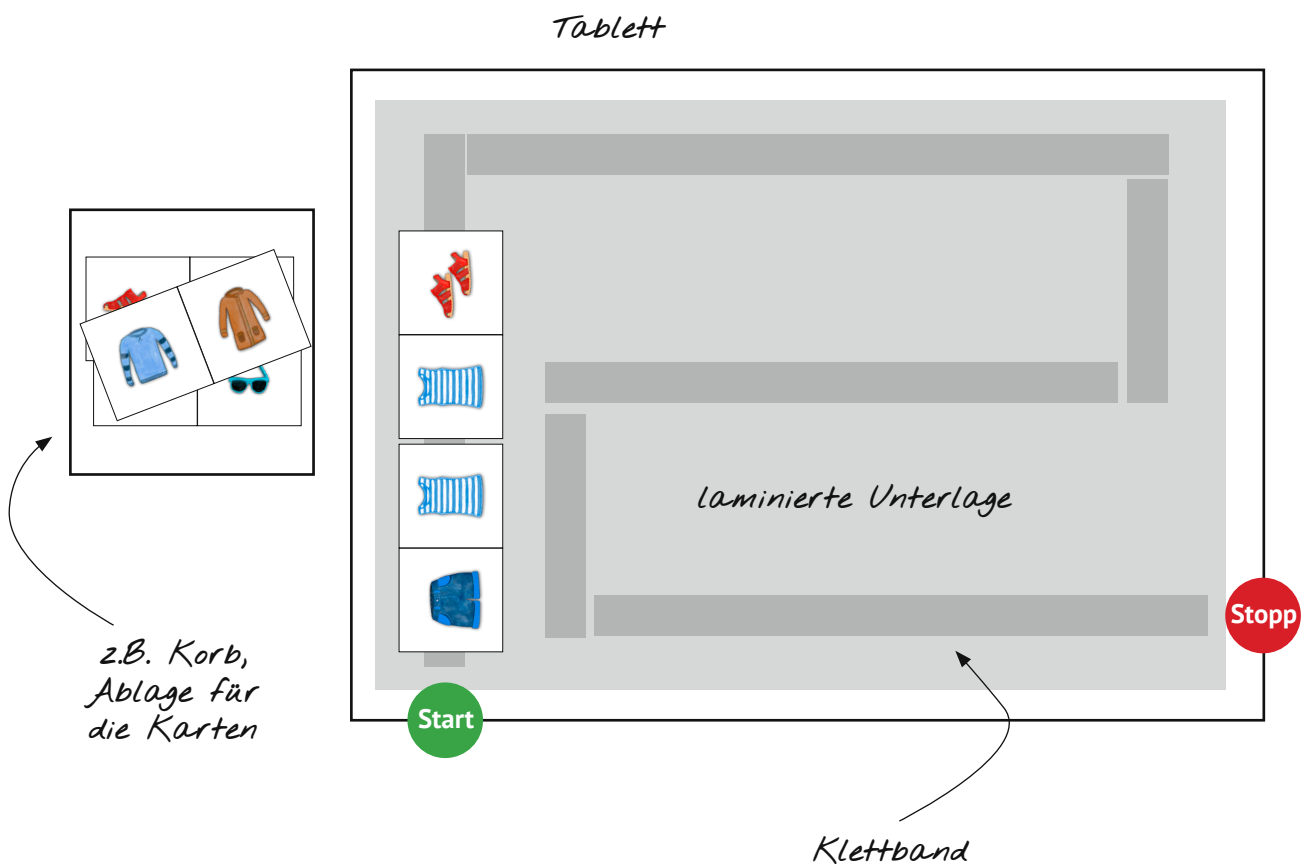 Tablett
laminierte Unterlage
Stopp
z.B. Korb,
Ablage für
die Karten
Start
Klettband